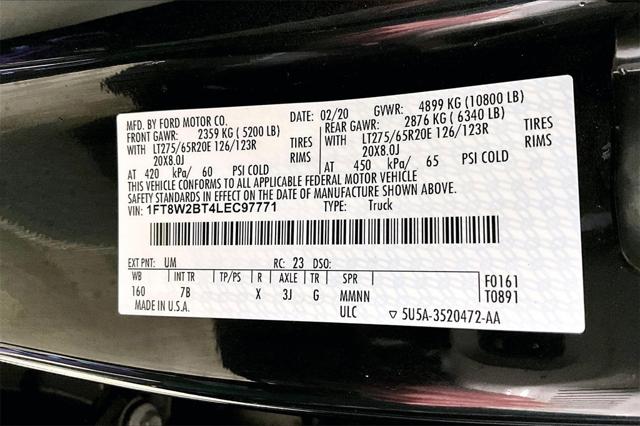 MFD. BY FORD MOTOR CO. DATE: 02/20 GVWR: 4899 KG (10800 LB)
FRONT GAWR: 2359 KG ( 5200 LB) REAR GAWR: 2876 KG ( 6340 LB)
WITH LT275/65R20E 126/123R TIRES WITH LT275/65R20E 126/123R TIRES
20X8.0J RIMS 20X8.0J RIMS
AT 420 kPa/ 60 PSI COLD AT 450 kPa/ 65 PSI COLD
THIS VEHICLE CONFORMS TO ALL APPLICABLE FEDERAL MOTOR VEHICLE
SAFETY STANDARDS IN EFFECT ON THE DATE OF MANUFACTURE SHOWN ABOVE.
VIN: 1FT8W2BT4LEC97771 TYPE: Truck
EXT PNT: UM RC: 23 DSO:
WB INT TR TP/PS R AXLE TR SPR F0161
160 7B X 3J G MMNN T0891
MADE IN U.S.A. ULC ▽ 5U5A-3520472-AA